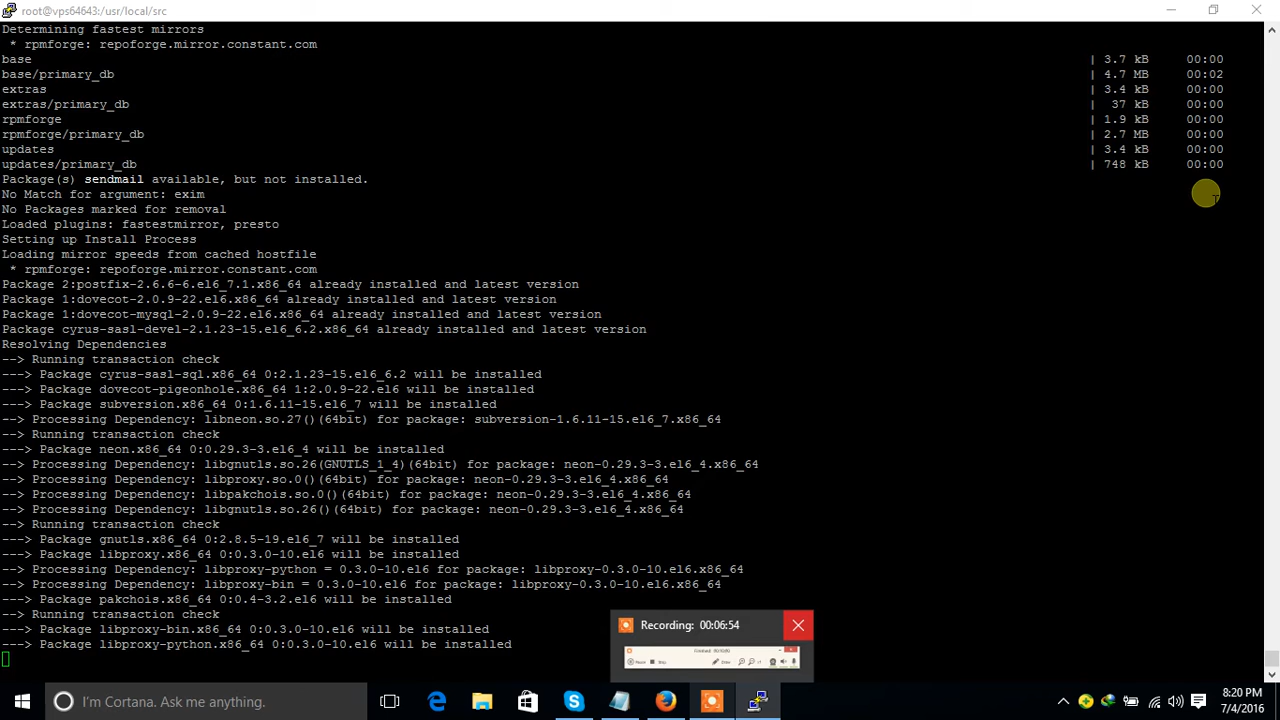 root@vps64643:/usr/local/src
Determining fastest mirrors
* rpmforge: repoforge.mirror.constant.com
base | 3.7 kB 00:00
base/primary_db | 4.7 MB 00:02
extras | 3.4 kB 00:00
extras/primary_db | 37 kB 00:00
rpmforge | 1.9 kB 00:00
rpmforge/primary_db | 2.7 MB 00:00
updates | 3.4 kB 00:00
updates/primary_db | 748 kB 00:00
Package(s) sendmail available, but not installed.
No Match for argument: exim
No Packages marked for removal
Loaded plugins: fastestmirror, presto
Setting up Install Process
Loading mirror speeds from cached hostfile
* rpmforge: repoforge.mirror.constant.com
Package 2:postfix-2.6.6-6.el6_7.1.x86_64 already installed and latest version
Package 1:dovecot-2.0.9-22.el6.x86_64 already installed and latest version
Package 1:dovecot-mysql-2.0.9-22.el6.x86_64 already installed and latest version
Package cyrus-sasl-devel-2.1.23-15.el6_6.2.x86_64 already installed and latest version
Resolving Dependencies
--> Running transaction check
---> Package cyrus-sasl-sql.x86_64 0:2.1.23-15.el6_6.2 will be installed
---> Package dovecot-pigeonhole.x86_64 1:2.0.9-22.el6 will be installed
---> Package subversion.x86_64 0:1.6.11-15.el6_7 will be installed
--> Processing Dependency: libneon.so.27()(64bit) for package: subversion-1.6.11-15.el6_7.x86_64
--> Running transaction check
---> Package neon.x86_64 0:0.29.3-3.el6_4 will be installed
--> Processing Dependency: libgnutls.so.26(GNUTLS_1_4)(64bit) for package: neon-0.29.3-3.el6_4.x86_64
--> Processing Dependency: libproxy.so.0()(64bit) for package: neon-0.29.3-3.el6_4.x86_64
--> Processing Dependency: libpakchois.so.0()(64bit) for package: neon-0.29.3-3.el6_4.x86_64
--> Processing Dependency: libgnutls.so.26()(64bit) for package: neon-0.29.3-3.el6_4.x86_64
--> Running transaction check
---> Package gnutls.x86_64 0:2.8.5-19.el6_7 will be installed
---> Package libproxy.x86_64 0:0.3.0-10.el6 will be installed
--> Processing Dependency: libproxy-python = 0.3.0-10.el6 for package: libproxy-0.3.0-10.el6.x86_64
--> Processing Dependency: libproxy-bin = 0.3.0-10.el6 for package: libproxy-0.3.0-10.el6.x86_64
---> Package pakchois.x86_64 0:0.4-3.2.el6 will be installed
--> Running transaction check
---> Package libproxy-bin.x86_64 0:0.3.0-10.el6 will be installed
---> Package libproxy-python.x86_64 0:0.3.0-10.el6 will be installed
Recording: 00:06:54
I'm Cortana. Ask me anything.
8:20 PM
7/4/2016